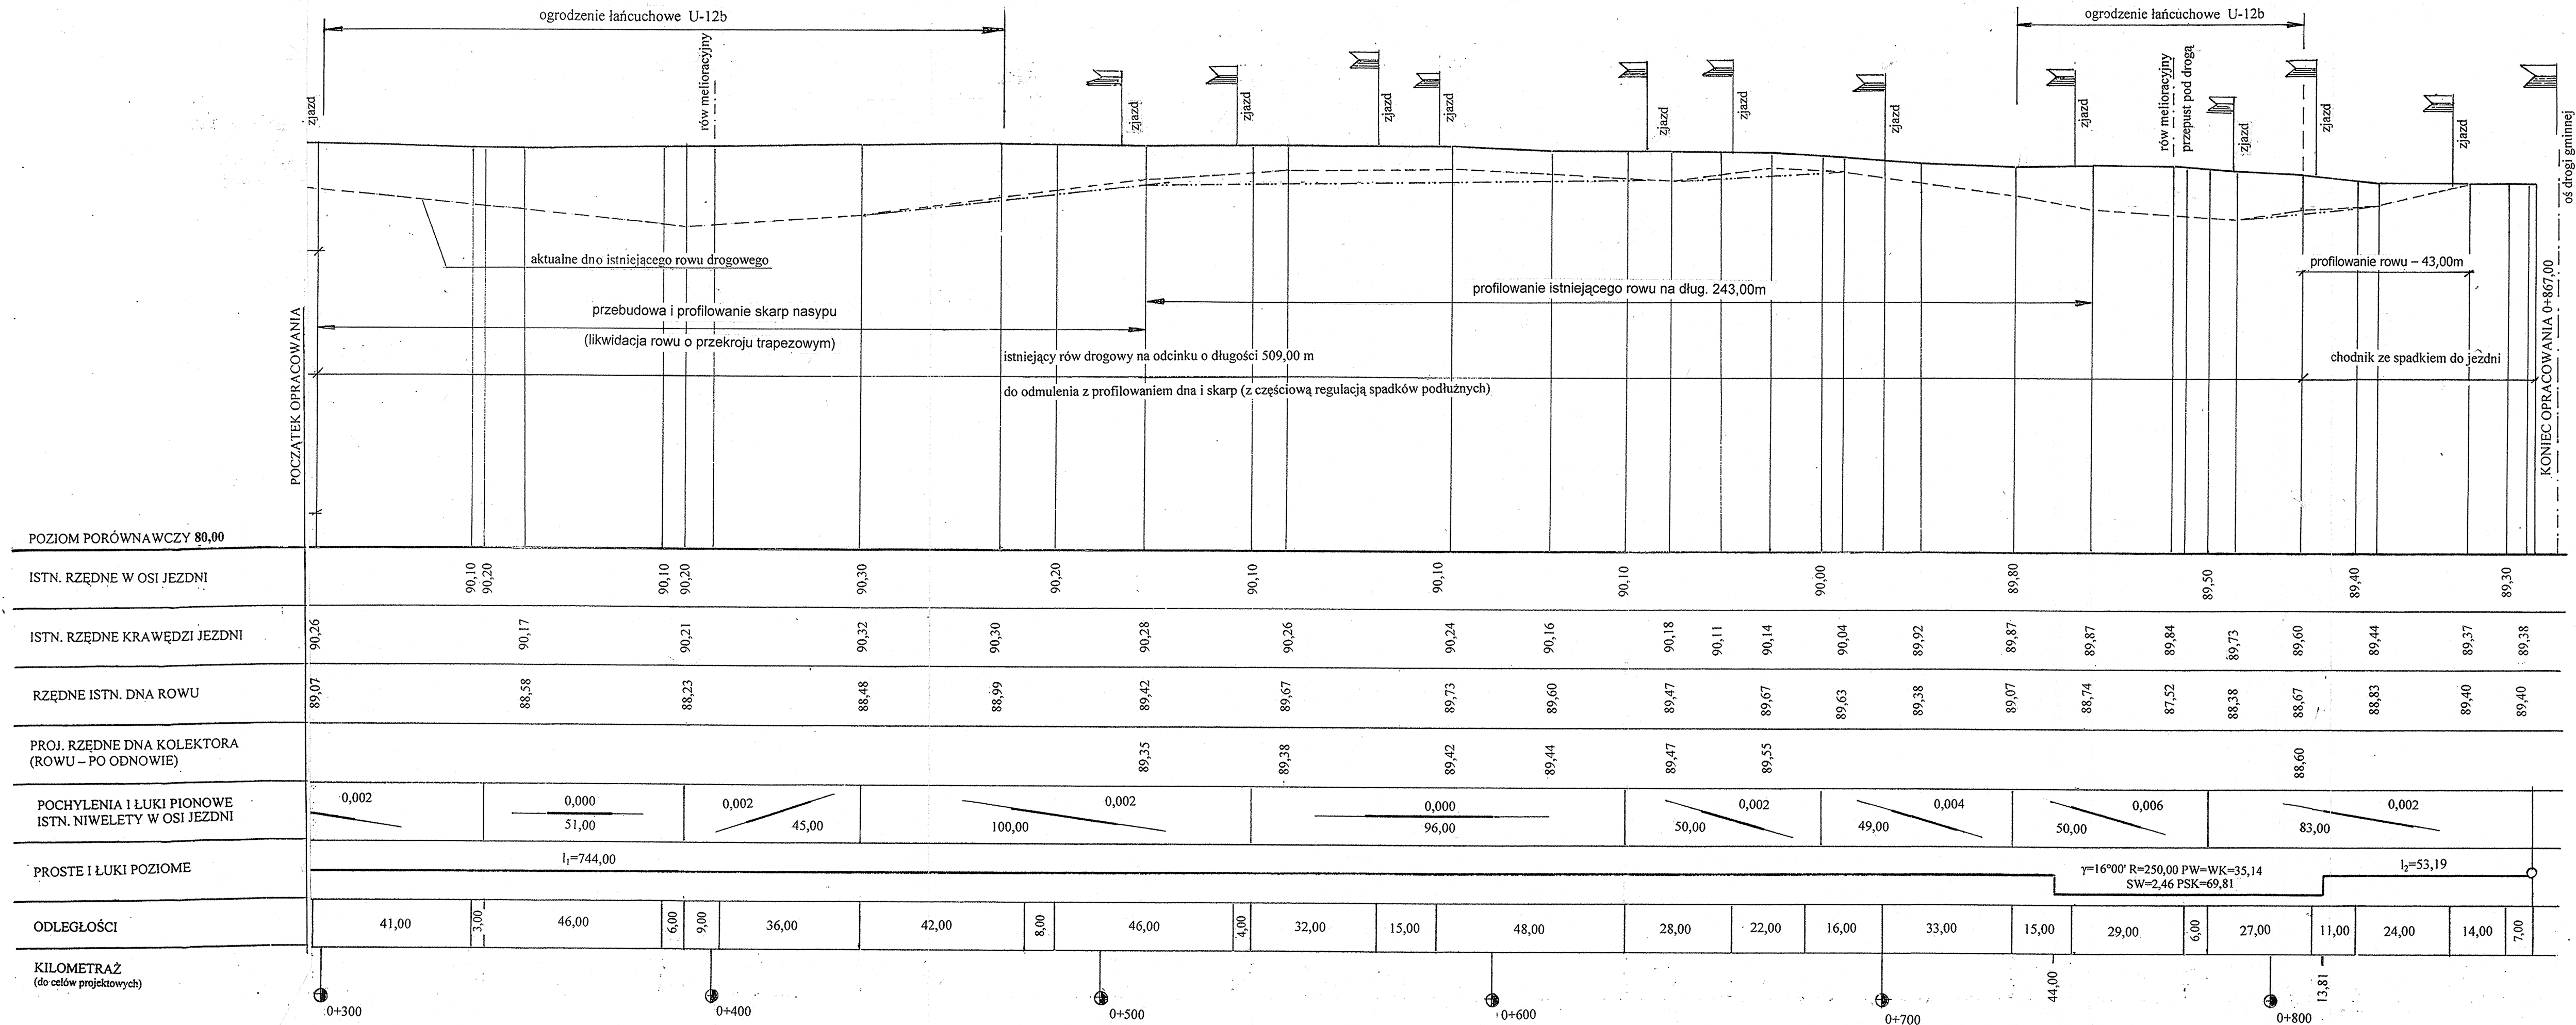 ogrodzenie łańcuchowe U-12b
ogrodzenie łańcuchowe U-12b
zjazd
rów melioracyjny
zjazd
zjazd
zjazd
zjazd
zjazd
zjazd
zjazd
zjazd
rów melioracyjny
przepust pod drogą
zjazd
zjazd
zjazd
oś drogi gminnej
aktualne dno istniejącego rowu drogowego
profilowanie rowu – 43,00m
profilowanie istniejącego rowu na dług. 243,00m
przebudowa i profilowanie skarp nasypu
(likwidacja rowu o przekroju trapezowym)
istniejący rów drogowy na odcinku o długości 509,00 m
do odmulenia z profilowaniem dna i skarp (z częściową regulacją spadków podłużnych)
chodnik ze spadkiem do jezdni
POCZĄTEK OPRACOWANIA
KONIEC OPRACOWANIA 0+867,00
POZIOM PORÓWNAWCZY 80,00
ISTN. RZĘDNE W OSI JEZDNI
90,10 90,20 90,10 90,20 90,30 90,20 90,10 90,10 90,10 90,00 89,80 89,50 89,40 89,30
ISTN. RZĘDNE KRAWĘDZI JEZDNI
90,26 90,17 90,21 90,32 90,30 90,28 90,26 90,24 90,16 90,18 90,11 90,14 90,04 89,92 89,87 89,87 89,84 89,73 89,60 89,44 89,37 89,38
RZĘDNE ISTN. DNA ROWU
89,07 88,58 88,23 88,48 88,99 89,42 89,67 89,73 89,60 89,47 89,67 89,63 89,38 89,07 88,74 87,52 88,38 88,67 88,83 89,40 89,40
PROJ. RZĘDNE DNA KOLEKTORA
(ROWU – PO ODNOWIE)
89,35 89,38 89,42 89,44 89,47 89,55 88,60
POCHYLENIA I ŁUKI PIONOWE
ISTN. NIWELETY W OSI JEZDNI
0,002 0,000 0,002 0,002 0,000 0,002 0,004 0,006 0,002
51,00 45,00 100,00 96,00 50,00 49,00 50,00 83,00
PROSTE I ŁUKI POZIOME
l₁=744,00
γ=16°00' R=250,00 PW=WK=35,14
SW=2,46 PSK=69,81
l₂=53,19
ODLEGŁOŚCI
41,00 3,00 46,00 6,00 9,00 36,00 42,00 8,00 46,00 4,00 32,00 15,00 48,00 28,00 22,00 16,00 33,00 15,00 29,00 6,00 27,00 11,00 24,00 14,00 7,00
KILOMETRAŻ
(do celów projektowych)
44,00 13,81
0+300 0+400 0+500 0+600 0+700 0+800